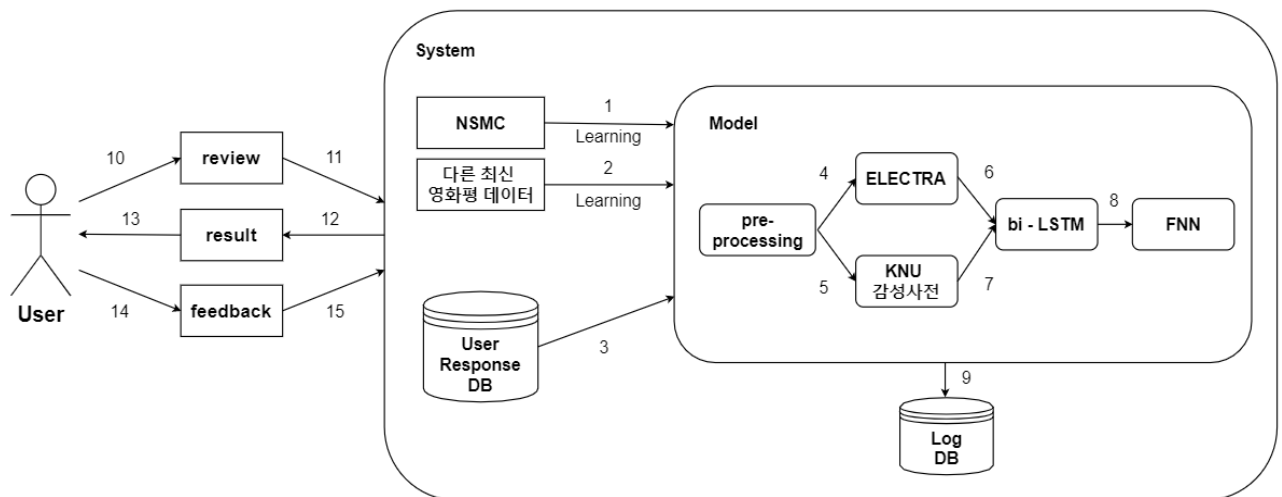 System
NSMC
1
Learning
다른 최신
영화평 데이터
2
Learning
User
Response
DB
3
Model
pre-
processing
4
ELECTRA
6
5
KNU
감성사전
7
bi - LSTM
8
FNN
9
Log
DB
10
review
11
13
result
12
14
feedback
15
User